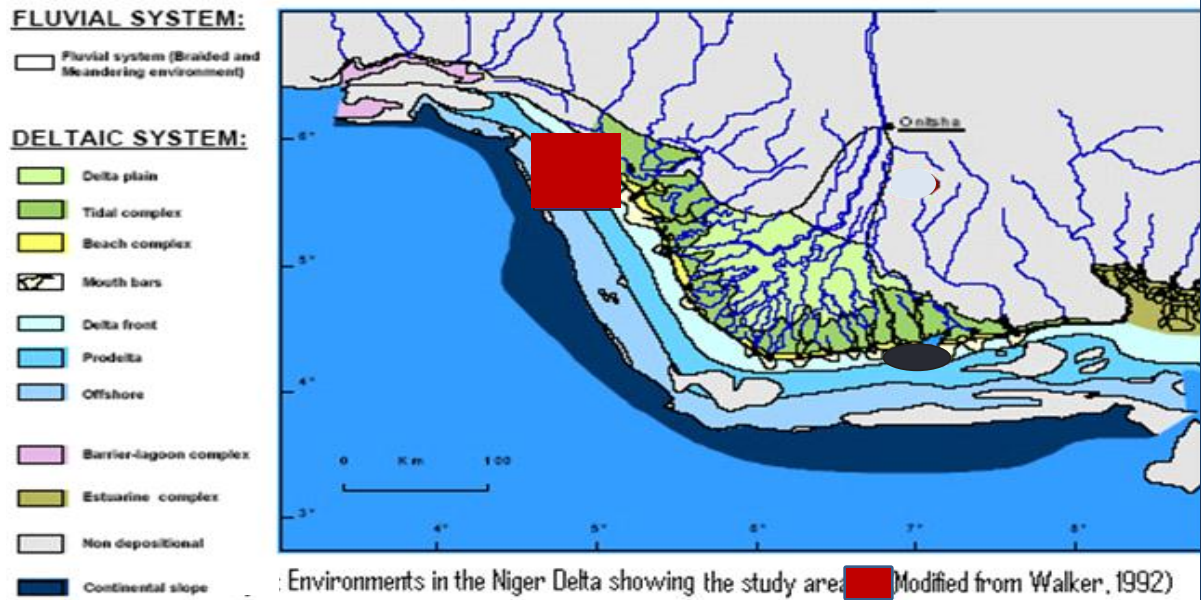 FLUVIAL SYSTEM:
Fluvial system (Braided and
Meandering environment)
DELTAIC SYSTEM:
Delta plain
Tidal complex
Beach complex
Mouth bars
Delta front
Prodelta
Offshore
Barrier-lagoon complex
Estuarine complex
Non depositional
Continental slope
Onitsha
6°
5°
4°
3°
0 Km 100
4° 5° 6° 7° 8°
: Environments in the Niger Delta showing the study area (Modified from Walker, 1992)